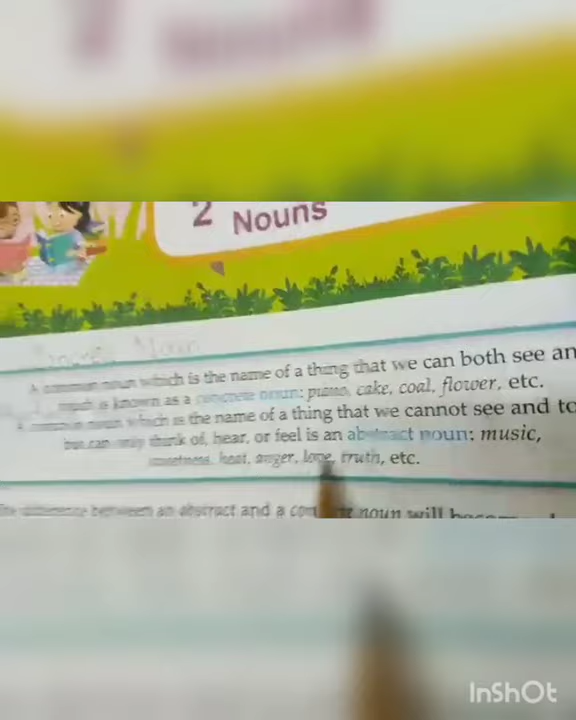 2 Nouns
A common noun which is the name of a thing that we can both see an
touch is known as a concrete noun: piano, cake, coal, flower, etc.
A common noun which is the name of a thing that we cannot see and to
but can only think of, hear, or feel is an abstract noun: music,
sweetness, heat, anger, love, truth, etc.
The difference between an abstract and a con noun will
InShOt